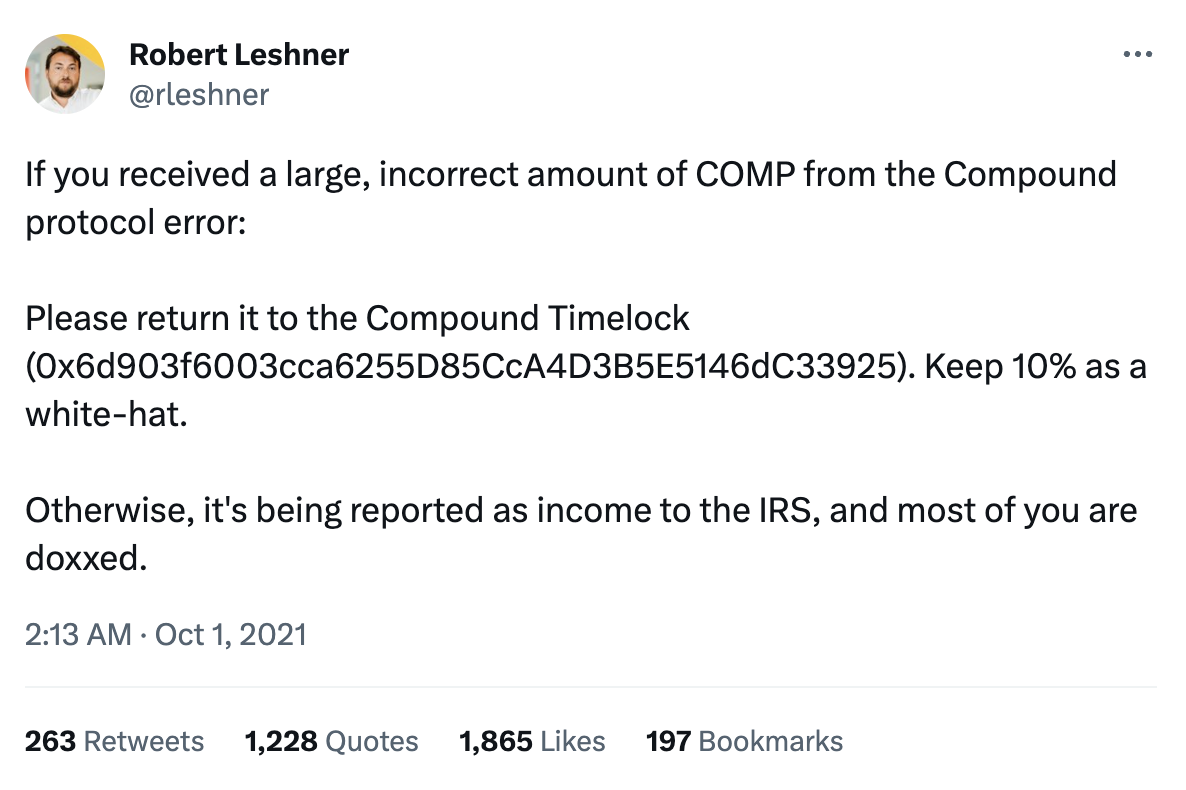 Robert Leshner
@rleshner
If you received a large, incorrect amount of COMP from the Compound
protocol error:
Please return it to the Compound Timelock
(0x6d903f6003cca6255D85CcA4D3B5E5146dC33925). Keep 10% as a
white-hat.
Otherwise, it's being reported as income to the IRS, and most of you are
doxxed.
2:13 AM · Oct 1, 2021
263 Retweets 1,228 Quotes 1,865 Likes 197 Bookmarks